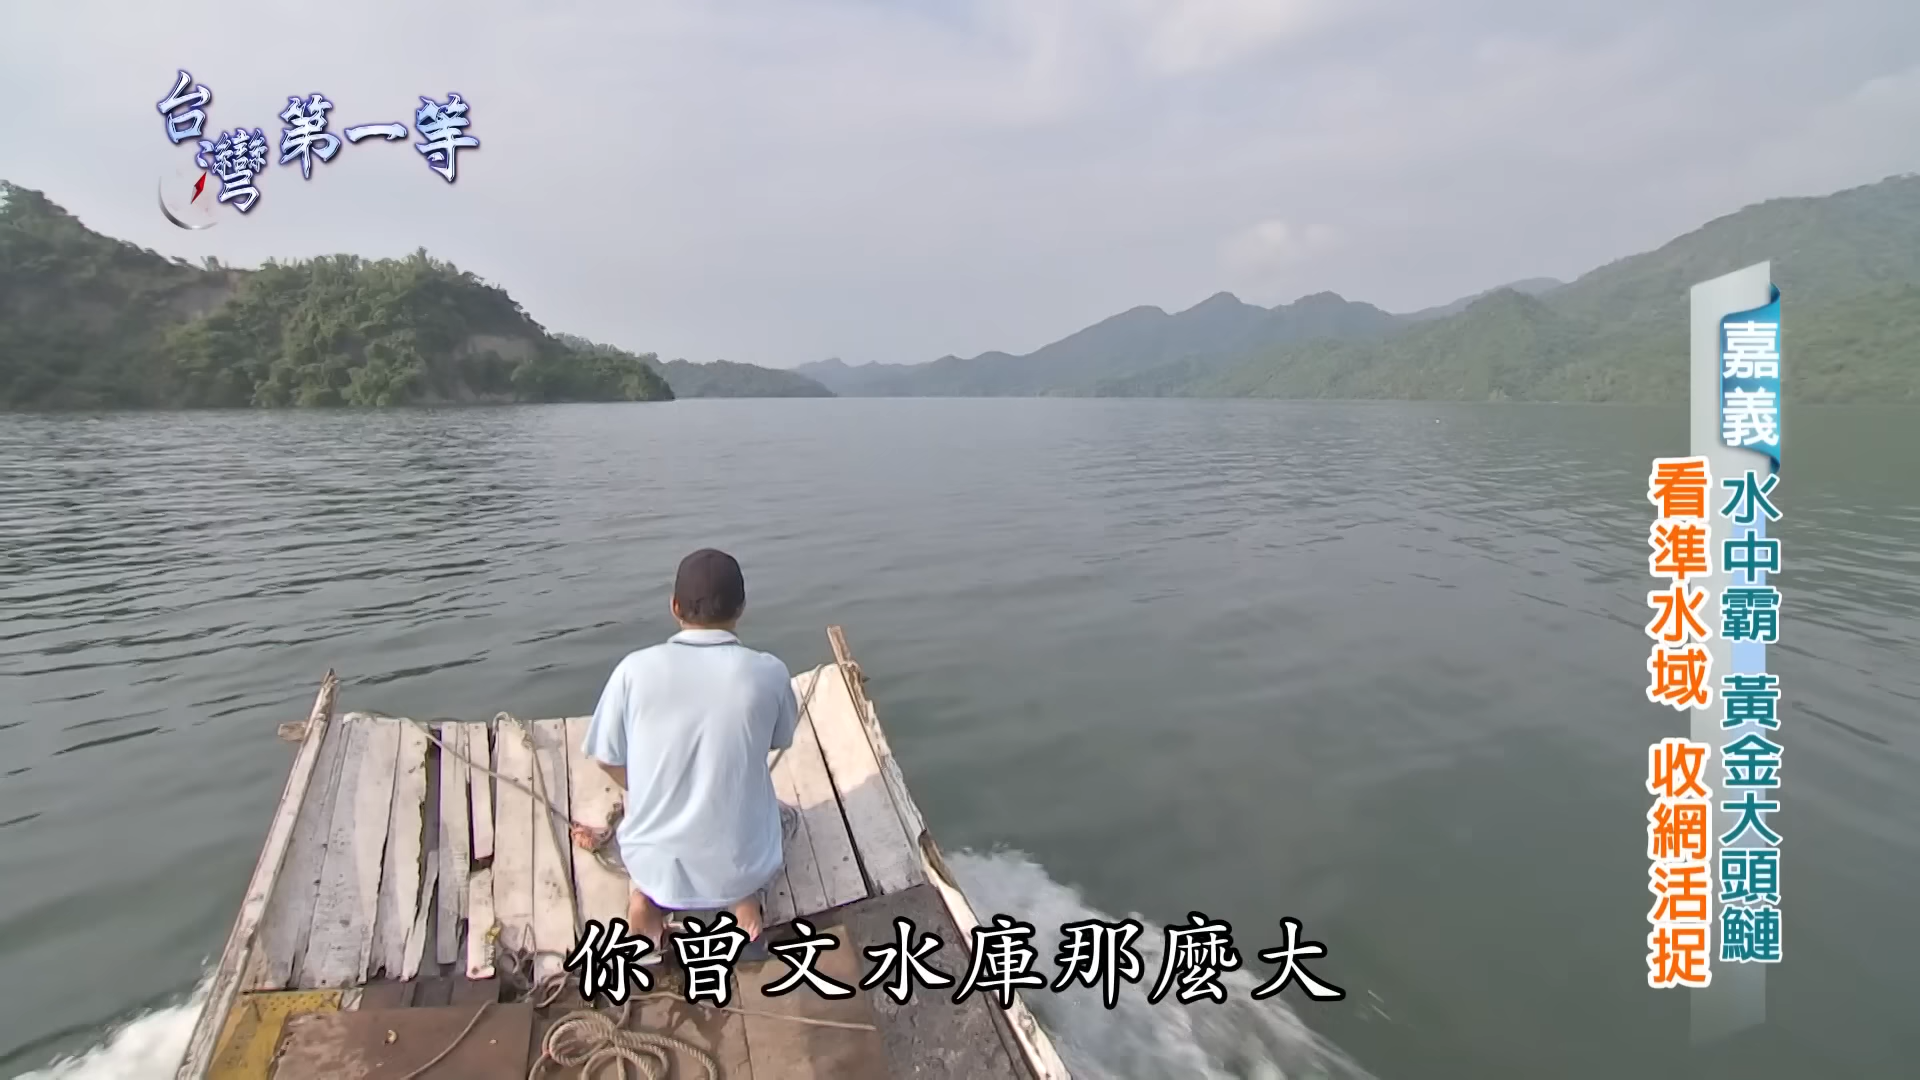 台灣第一等
嘉義
水中霸 黃金大頭鰱
看準水域 收網活捉
你曾文水庫那麼大